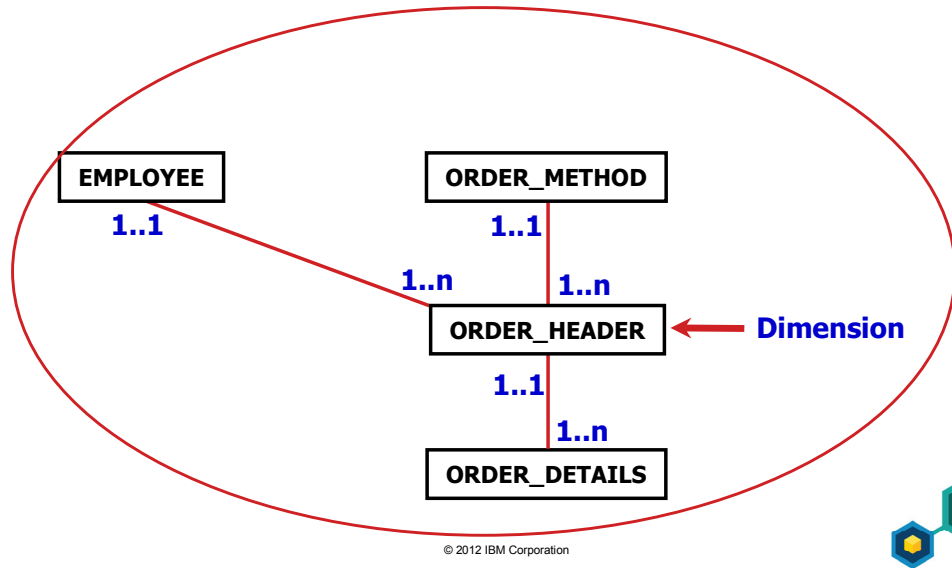 EMPLOYEE
ORDER_METHOD
1..1
1..1
1..n
1..n
ORDER_HEADER
Dimension
1..1
1..n
ORDER_DETAILS
© 2012 IBM Corporation